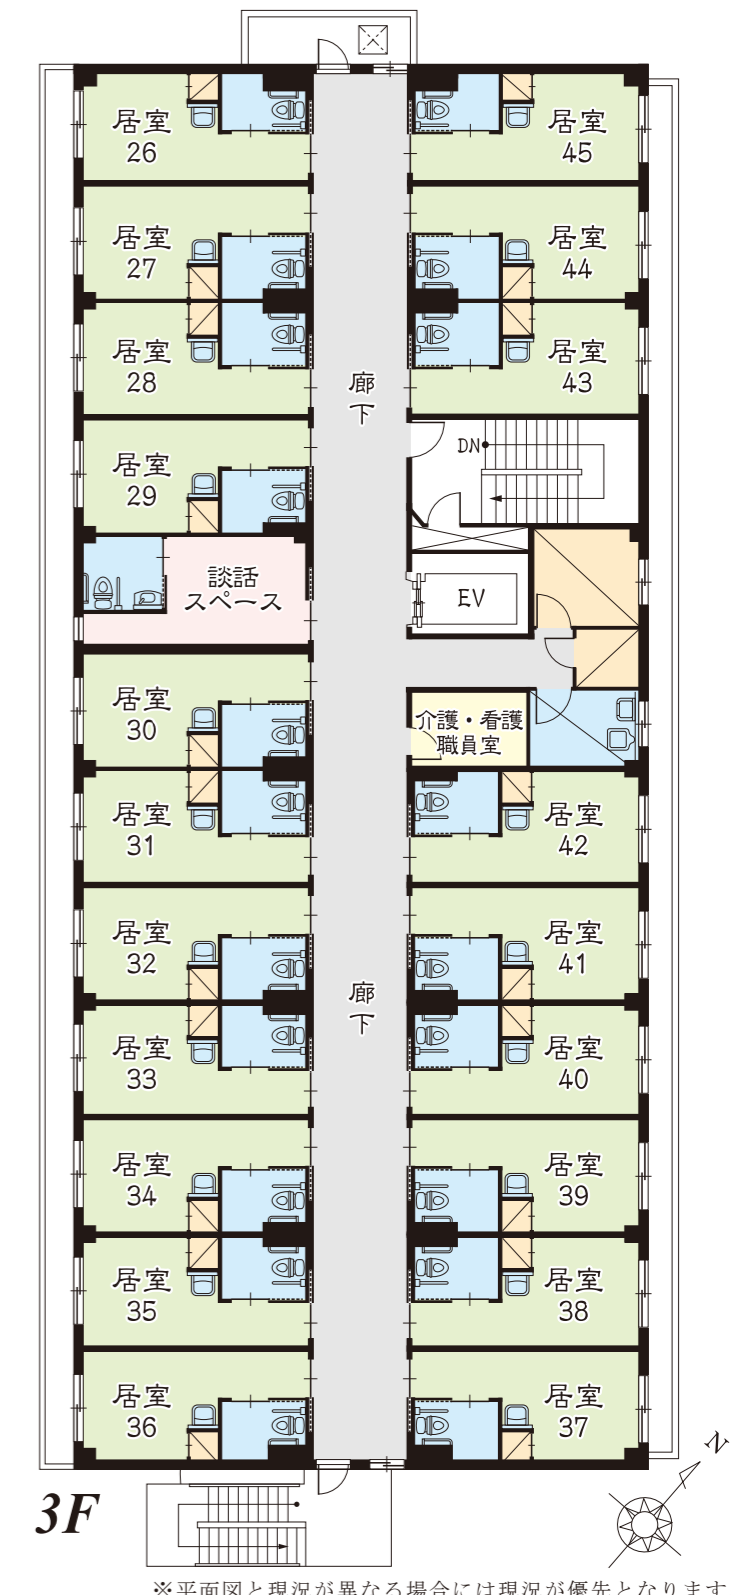 居室
26
居室
45
居室
27
居室
44
居室
28
居室
43
廊
下
居室
29
DN
談話
スペース
EV
居室
30
介護・看護
職員室
居室
31
居室
42
居室
32
居室
41
廊
下
居室
33
居室
40
居室
34
居室
39
居室
35
居室
38
居室
36
居室
37
N
3F
※平面図と現況が異なる場合には現況が優先となります